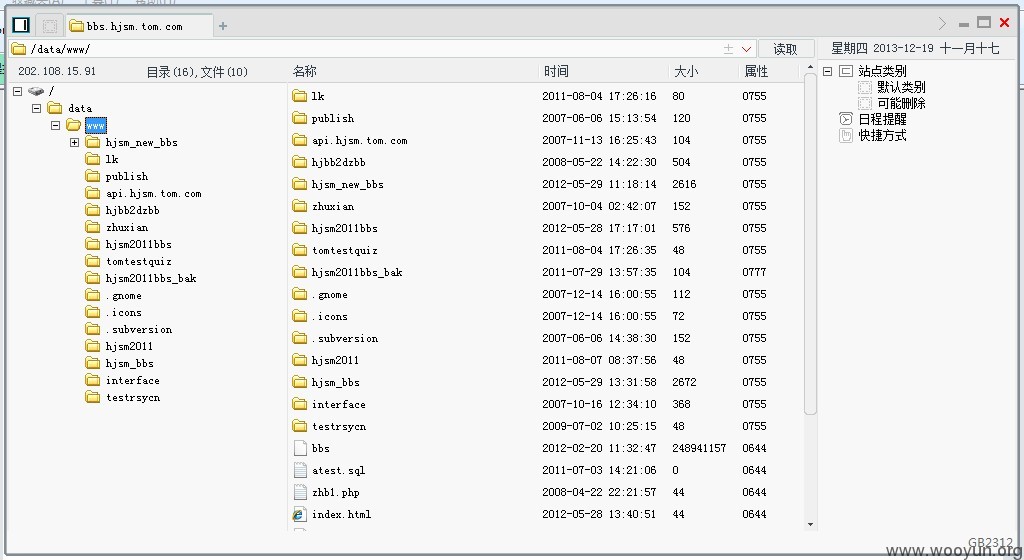 bbs.hjsm.tom.com
/data/www/ 读取 星期四 2013-12-19 十一月十七
202.108.15.91 目录(16),文件(10) 名称 时间 大小 属性
/
data
www
hjsm_new_bbs
lk
publish
api.hjsm.tom.com
hjbb2dzbb
zhuxian
hjsm2011bbs
tomtestquiz
hjsm2011bbs_bak
.gnome
.icons
.subversion
hjsm2011
hjsm_bbs
interface
testrsycn
lk 2011-08-04 17:26:16 80 0755
publish 2007-06-06 15:13:54 120 0755
api.hjsm.tom.com 2007-11-13 16:25:43 104 0755
hjbb2dzbb 2008-05-22 14:22:30 504 0755
hjsm_new_bbs 2012-05-29 11:18:14 2616 0755
zhuxian 2007-10-04 02:42:07 152 0755
hjsm2011bbs 2012-05-28 17:17:01 576 0755
tomtestquiz 2011-08-04 17:26:35 48 0755
hjsm2011bbs_bak 2011-07-29 13:57:35 104 0777
.gnome 2007-12-14 16:00:55 112 0755
.icons 2007-12-14 16:00:55 72 0755
.subversion 2007-06-06 14:38:30 152 0755
hjsm2011 2011-08-07 08:37:56 48 0755
hjsm_bbs 2012-05-29 13:31:58 2672 0755
interface 2007-10-16 12:34:10 368 0755
testrsycn 2009-07-02 10:25:15 48 0755
bbs 2012-02-20 11:32:47 248941157 0644
atest.sql 2011-07-03 14:21:06 0 0644
zhb1.php 2008-04-22 22:21:57 44 0644
index.html 2012-05-28 13:40:51 44 0644
站点类别
默认类别
可能删除
日程提醒
快捷方式
GB2312
www.wooyun.org